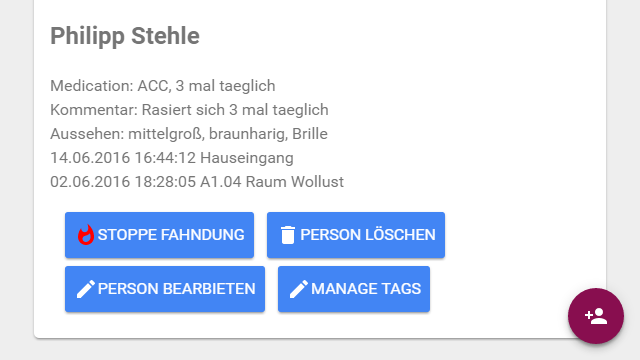 Philipp Stehle
Medication: ACC, 3 mal taeglich
Kommentar: Rasiert sich 3 mal taeglich
Aussehen: mittelgroß, braunharig, Brille
14.06.2016 16:44:12 Hauseingang
02.06.2016 18:28:05 A1.04 Raum Wollust
STOPPE FAHNDUNG
PERSON LÖSCHEN
PERSON BEARBEITEN
MANAGE TAGS